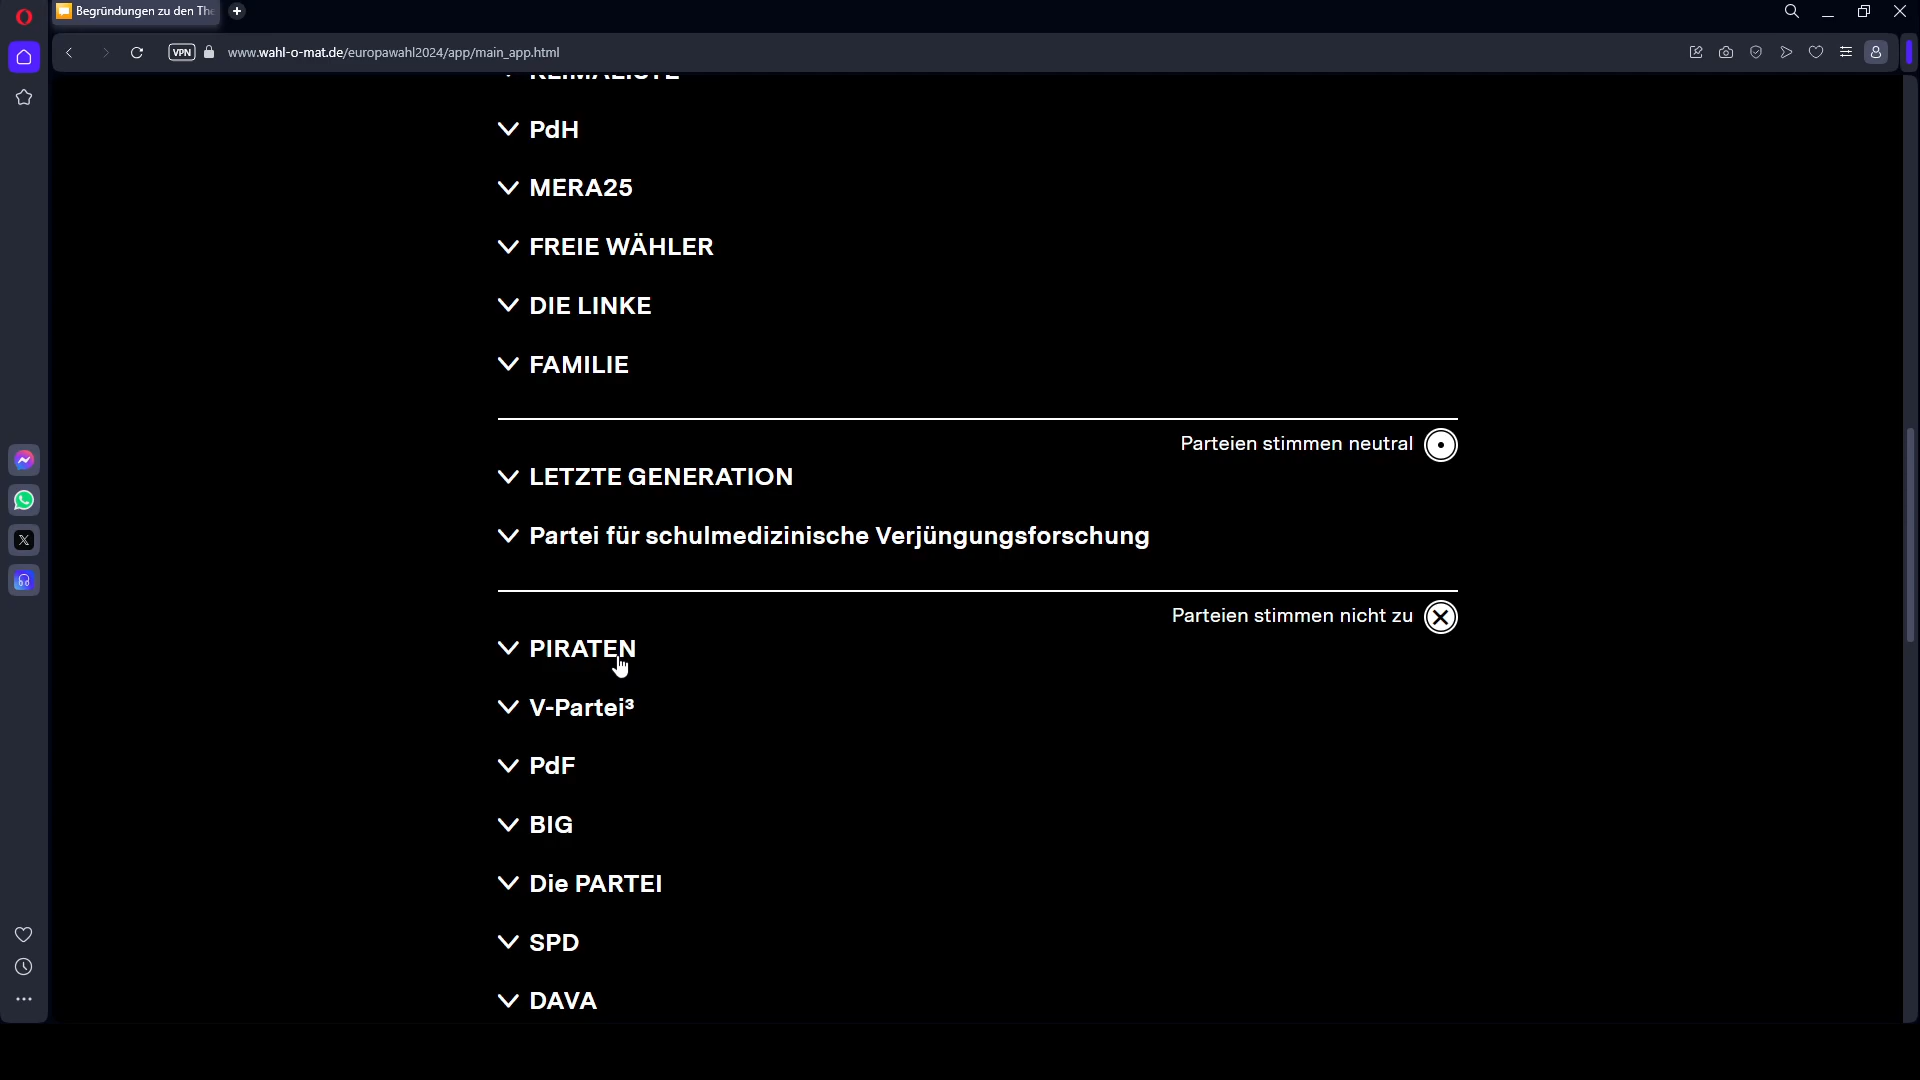 Begründungen zu den Th
VPN
www.wahl-o-mat.de/europawahl2024/app/main_app.html
KLIMALISTE
PdH
MERA25
FREIE WÄHLER
DIE LINKE
FAMILIE
Parteien stimmen neutral
LETZTE GENERATION
Partei für schulmedizinische Verjüngungsforschung
Parteien stimmen nicht zu
PIRATEN
V-Partei³
PdF
BIG
Die PARTEI
SPD
DAVA